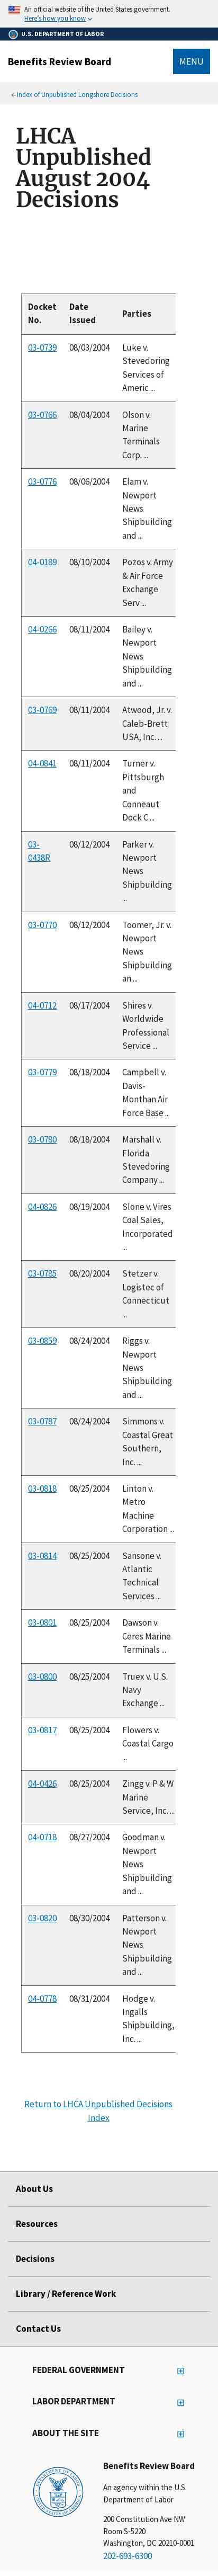 An official website of the United States government.
Here's how you know
U.S. DEPARTMENT OF LABOR
Benefits Review Board
MENU
Index of Unpublished Longshore Decisions
LHCA
Unpublished
August 2004
Decisions
Docket No. Date Issued Parties
03-0739 08/03/2004 Luke v. Stevedoring Services of Americ ...
03-0766 08/04/2004 Olson v. Marine Terminals Corp. ...
03-0776 08/06/2004 Elam v. Newport News Shipbuilding and ...
04-0189 08/10/2004 Pozos v. Army & Air Force Exchange Serv ...
04-0266 08/11/2004 Bailey v. Newport News Shipbuilding and ...
03-0769 08/11/2004 Atwood, Jr. v. Caleb-Brett USA, Inc. ...
04-0841 08/11/2004 Turner v. Pittsburgh and Conneaut Dock C ...
03-0438R 08/12/2004 Parker v. Newport News Shipbuilding ...
03-0770 08/12/2004 Toomer, Jr. v. Newport News Shipbuilding an ...
04-0712 08/17/2004 Shires v. Worldwide Professional Service ...
03-0779 08/18/2004 Campbell v. Davis-Monthan Air Force Base ...
03-0780 08/18/2004 Marshall v. Florida Stevedoring Company ...
04-0826 08/19/2004 Slone v. Vires Coal Sales, Incorporated ...
03-0785 08/20/2004 Stetzer v. Logistec of Connecticut ...
03-0859 08/24/2004 Riggs v. Newport News Shipbuilding and ...
03-0787 08/24/2004 Simmons v. Coastal Great Southern, Inc. ...
03-0818 08/25/2004 Linton v. Metro Machine Corporation ...
03-0814 08/25/2004 Sansone v. Atlantic Technical Services ...
03-0801 08/25/2004 Dawson v. Ceres Marine Terminals ...
03-0800 08/25/2004 Truex v. U.S. Navy Exchange ...
03-0817 08/25/2004 Flowers v. Coastal Cargo ...
04-0426 08/25/2004 Zingg v. P & W Marine Service, Inc. ...
04-0718 08/27/2004 Goodman v. Newport News Shipbuilding and ...
03-0820 08/30/2004 Patterson v. Newport News Shipbuilding and ...
04-0778 08/31/2004 Hodge v. Ingalls Shipbuilding, Inc. ...
Return to LHCA Unpublished Decisions
Index
About Us
Resources
Decisions
Library / Reference Work
Contact Us
FEDERAL GOVERNMENT
LABOR DEPARTMENT
ABOUT THE SITE
Benefits Review Board
An agency within the U.S.
Department of Labor
200 Constitution Ave NW
Room S-5220
Washington, DC 20210-0001
202-693-6300